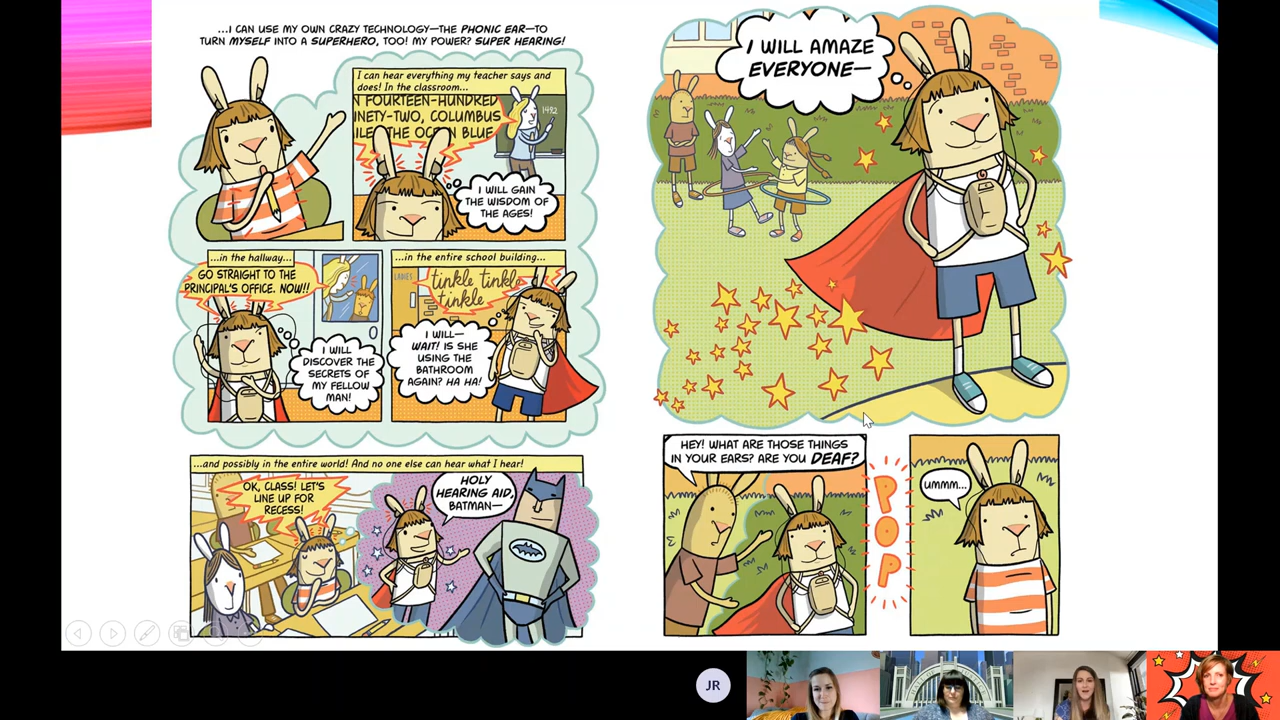 ...I CAN USE MY OWN CRAZY TECHNOLOGY—THE PHONIC EAR—TO
TURN MYSELF INTO A SUPERHERO, TOO! MY POWER? SUPER HEARING!
I can hear everything my teacher says and
does! In the classroom...
N FOURTEEN-HUNDRED
NINETY-TWO, COLUMBUS
THE OCEAN BLUE
1492
I WILL GAIN
THE WISDOM OF
THE AGES!
...in the hallway...
GO STRAIGHT TO THE
PRINCIPAL'S OFFICE. NOW!!
I WILL
DISCOVER THE
SECRETS OF
MY FELLOW
MAN!
...in the entire school building...
LADIES
tinkle tinkle
tinkle
I WILL—
WAIT! IS SHE
USING THE
BATHROOM
AGAIN? HA HA!
...and possibly in the entire world! And no one else can hear what I hear!
OK, CLASS! LET'S
LINE UP FOR
RECESS!
HOLY
HEARING AID,
BATMAN—
I WILL AMAZE
EVERYONE—
HEY! WHAT ARE THOSE THINGS
IN YOUR EARS? ARE YOU DEAF?
POP
UMMM...
JR